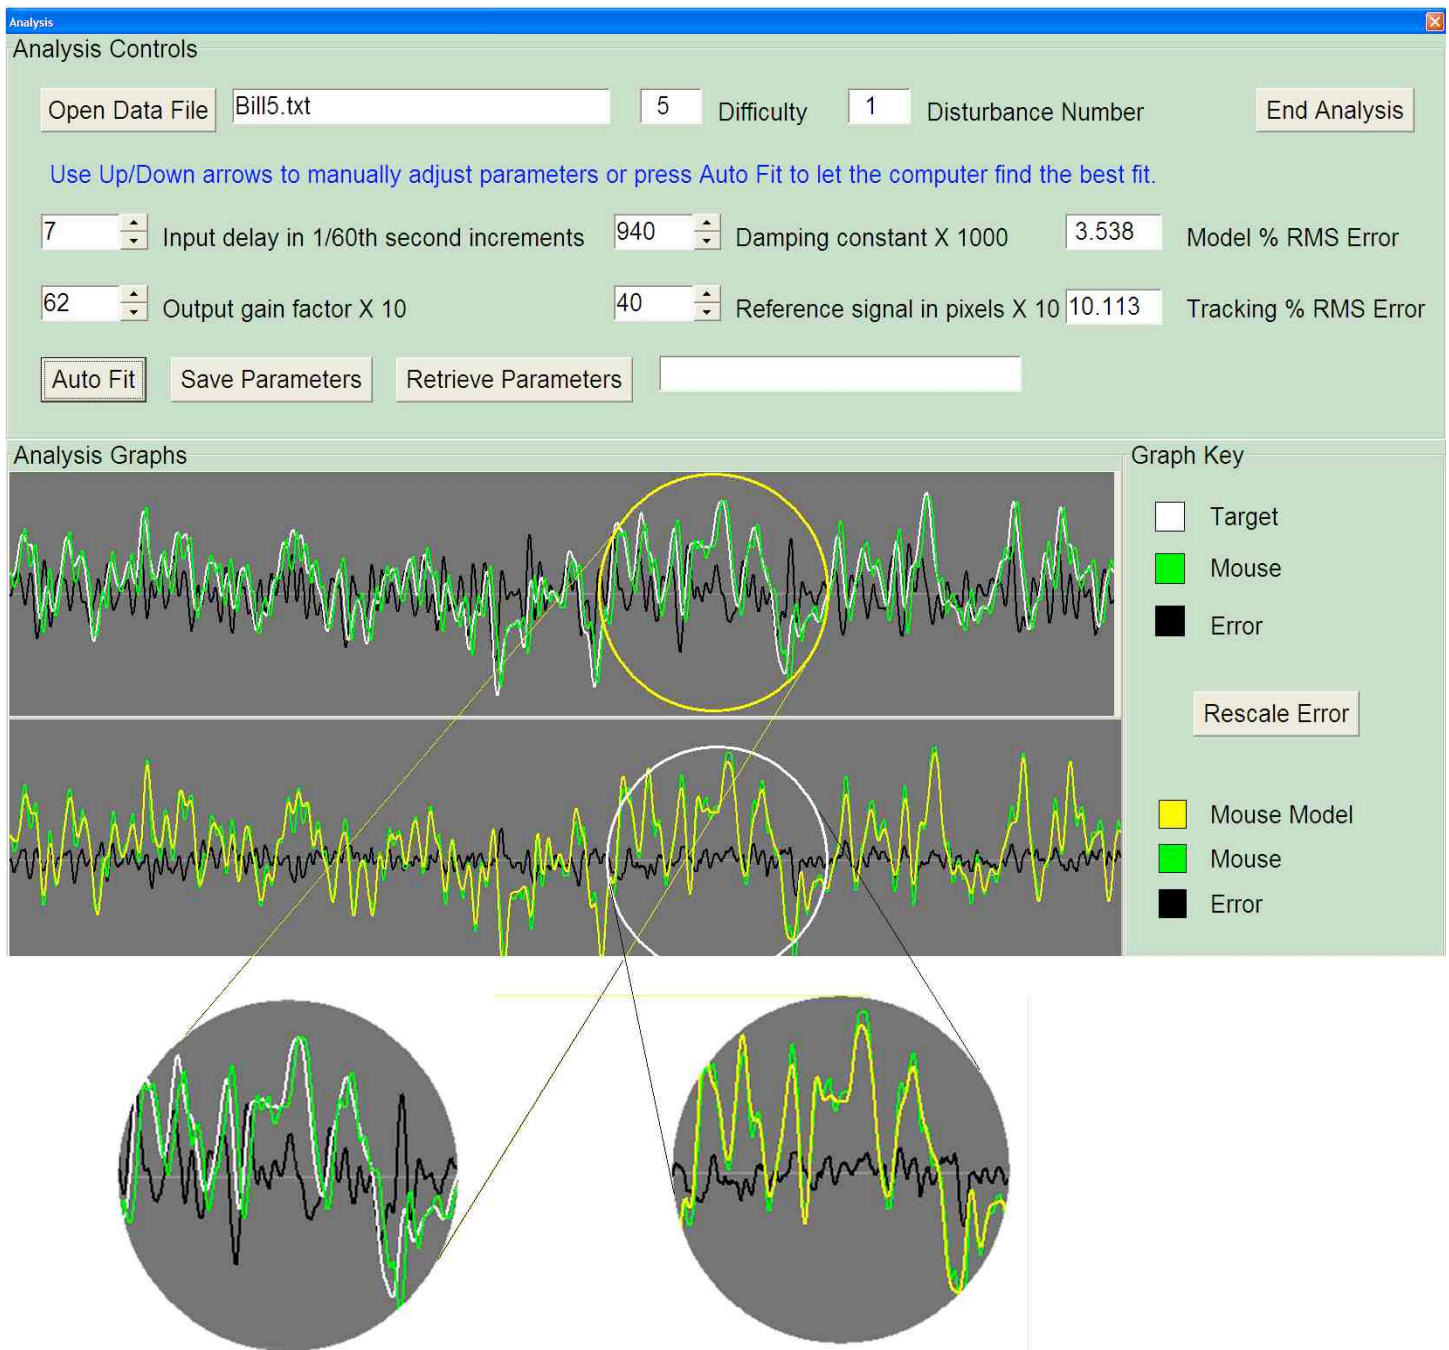 Analysis
Analysis Controls
Open Data File Bill5.txt 5 Difficulty 1 Disturbance Number End Analysis
Use Up/Down arrows to manually adjust parameters or press Auto Fit to let the computer find the best fit.
7 Input delay in 1/60th second increments 940 Damping constant X 1000 3.538 Model % RMS Error
62 Output gain factor X 10 40 Reference signal in pixels X 10 10.113 Tracking % RMS Error
Auto Fit Save Parameters Retrieve Parameters
Analysis Graphs
Graph Key
Target
Mouse
Error
Rescale Error
Mouse Model
Mouse
Error